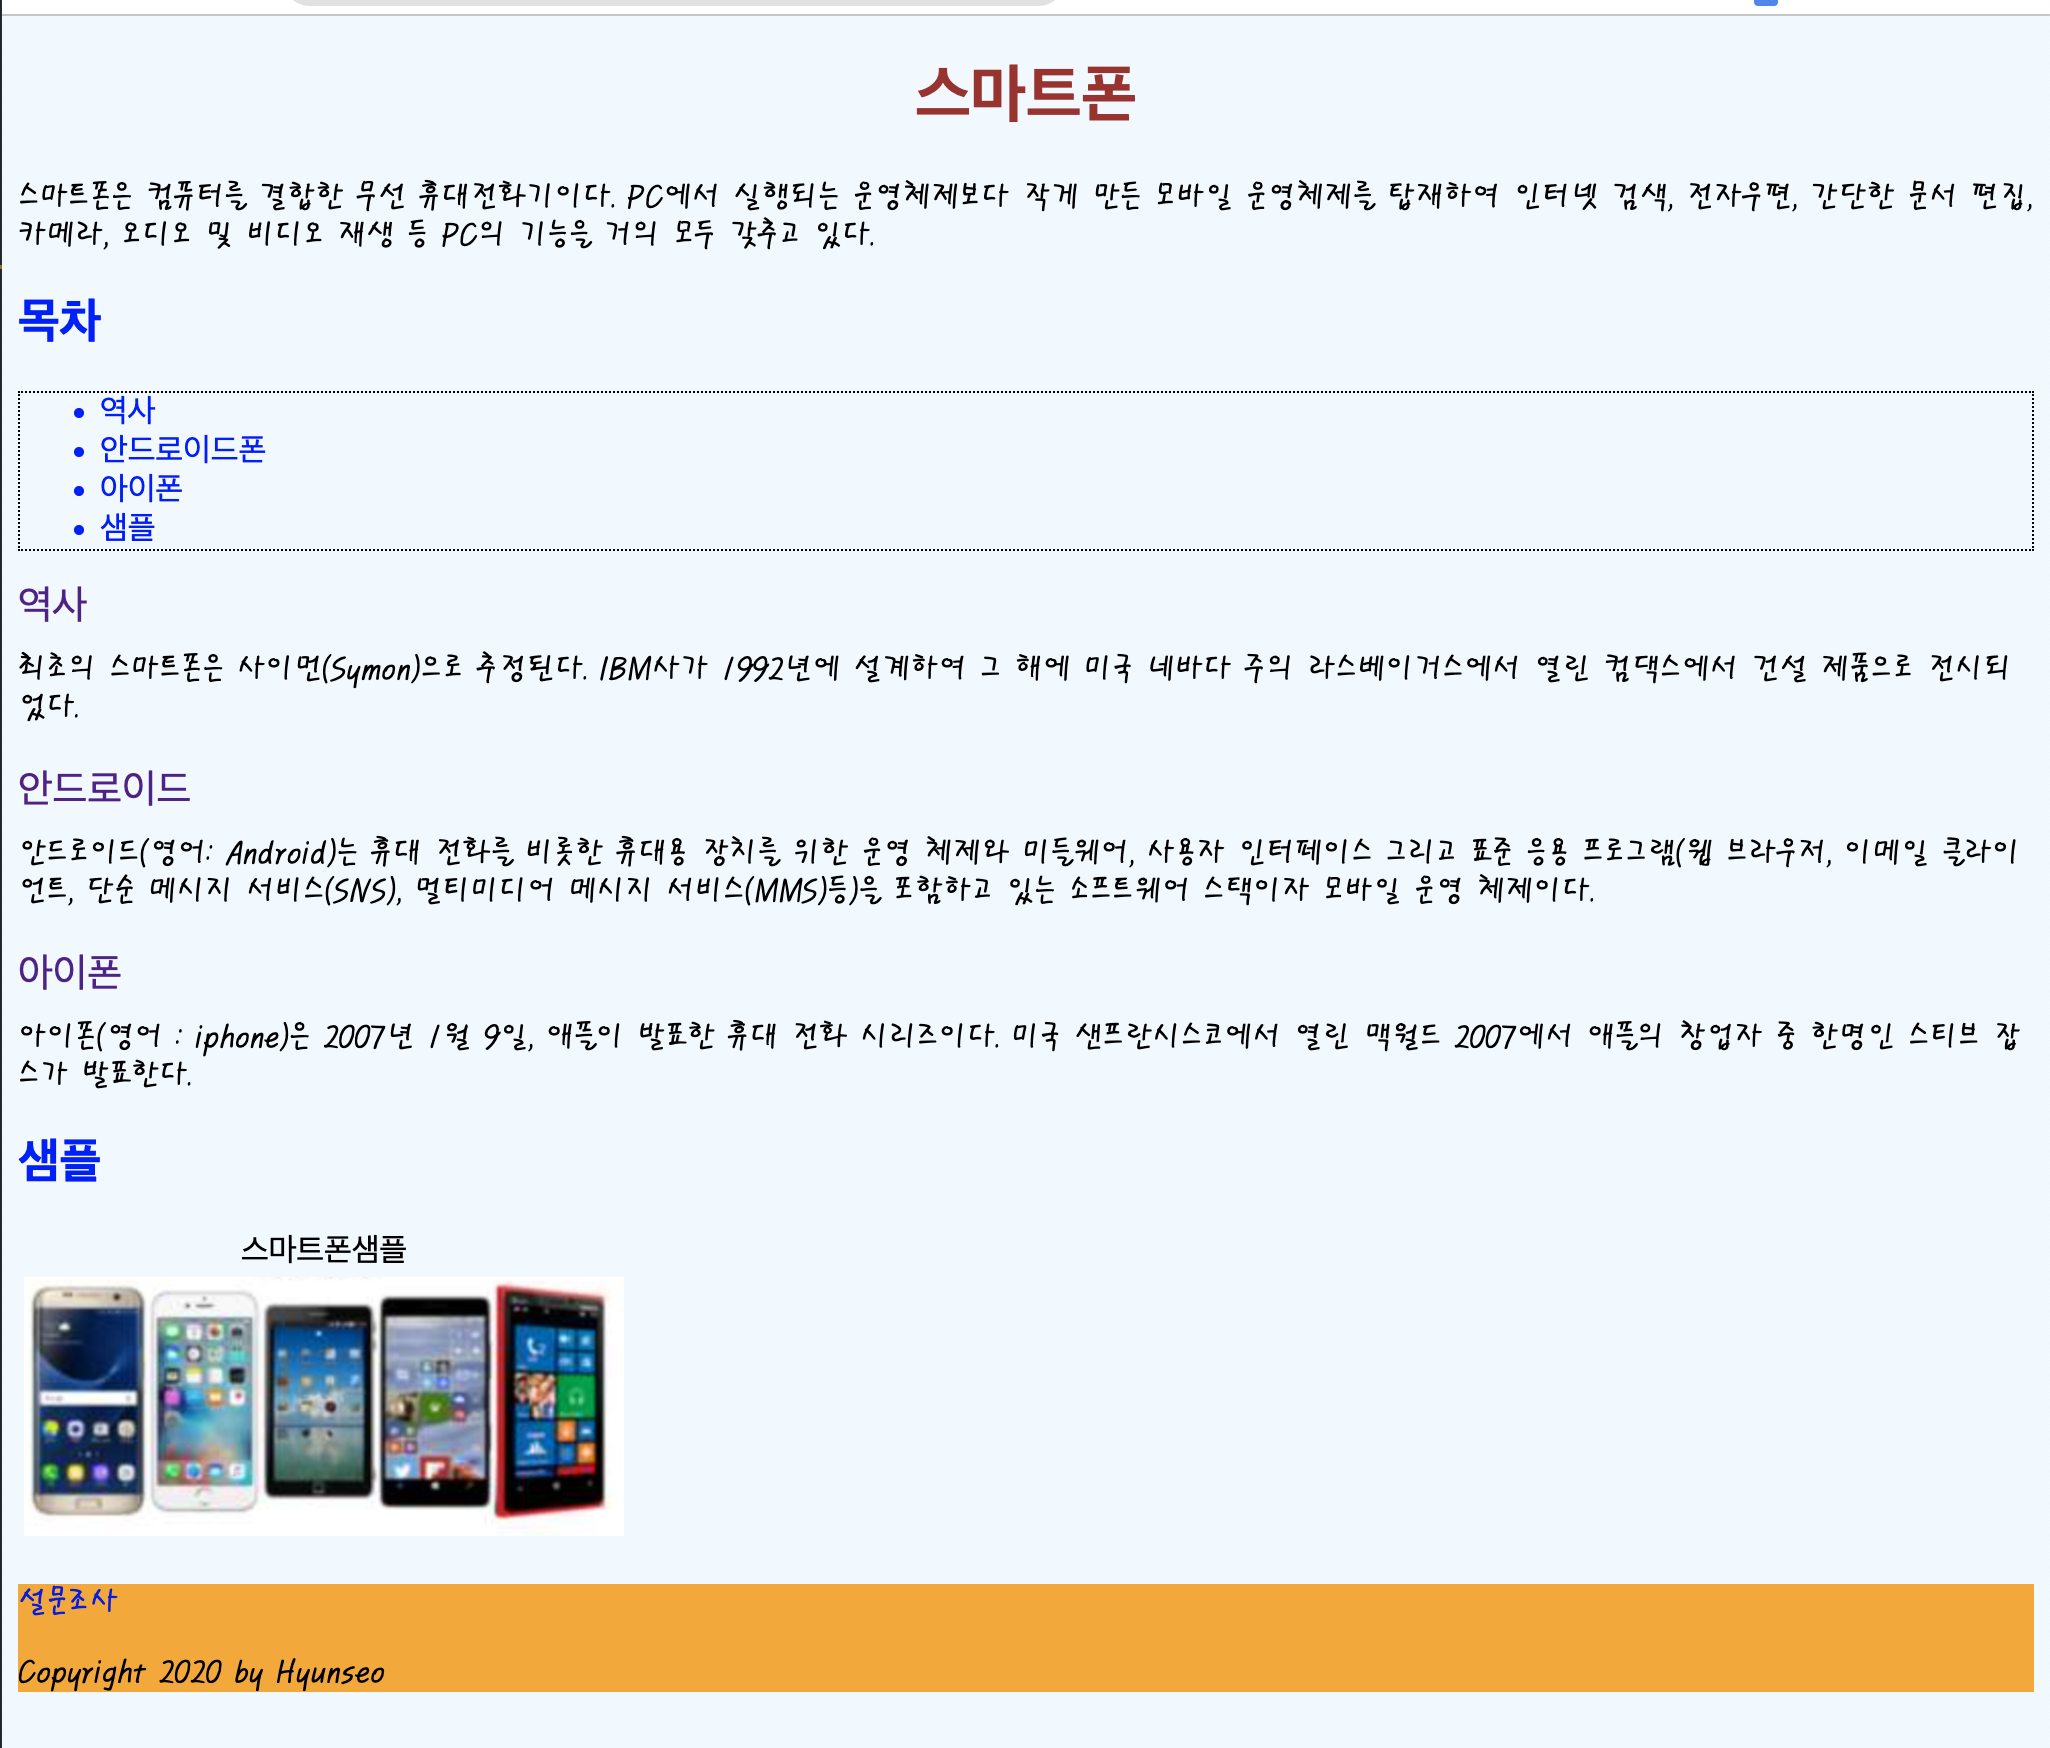 스마트폰
스마트폰은 컴퓨터를 결합한 무선 휴대전화기이다. PC에서 실행되는 운영체제보다 작게 만든 모바일 운영체제를 탑재하여 인터넷 검색, 전자우편, 간단한 문서 편집,
카메라, 오디오 및 비디오 재생 등 PC의 기능을 거의 모두 갖추고 있다.
목차
• 역사
• 안드로이드폰
• 아이폰
• 샘플
역사
최초의 스마트폰은 사이먼(Symon)으로 추정된다. IBM사가 1992년에 설계하여 그 해에 미국 네바다 주의 라스베이거스에서 열린 컴댁스에서 건설 제품으로 전시되
었다.
안드로이드
안드로이드(영어: Android)는 휴대 전화를 비롯한 휴대용 장치를 위한 운영 체제와 미들웨어, 사용자 인터페이스 그리고 표준 응용 프로그램(웹 브라우저, 이메일 클라이
언트, 단순 메시지 서비스(SNS), 멀티미디어 메시지 서비스(MMS)등)을 포함하고 있는 소프트웨어 스택이자 모바일 운영 체제이다.
아이폰
아이폰(영어 : iphone)은 2007년 1월 9일, 애플이 발표한 휴대 전화 시리즈이다. 미국 샌프란시스코에서 열린 맥월드 2007에서 애플의 창업자 중 한명인 스티브 잡
스가 발표한다.
샘플
스마트폰샘플
설문조사
Copyright 2020 by Hyunseo